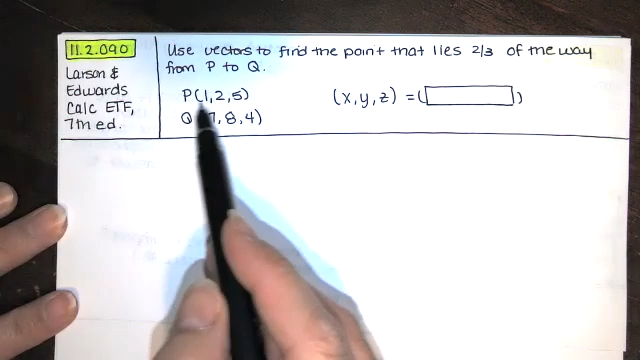 11.2.090
Larson &
Edwards
Calc ETF,
7th ed.
Use vectors to find the point that lies 2/3 of the way
from P to Q.
P(1,2,5)
Q 7,8,4)
(x,y,z) = ( )